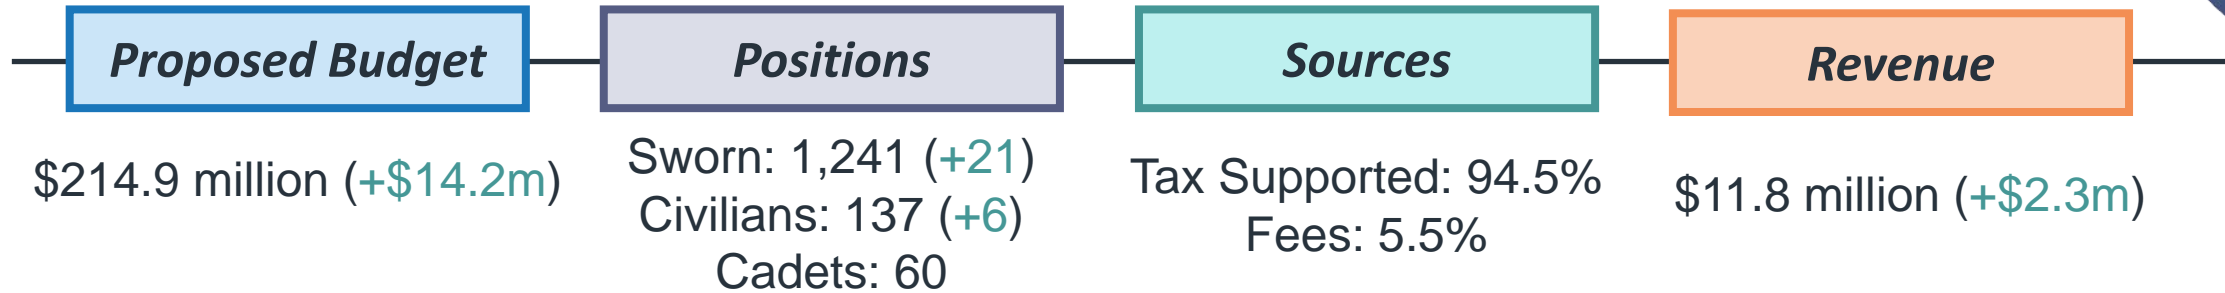 Proposed Budget
$214.9 million (+$14.2m)
Positions
Sworn: 1,241 (+21)
Civilians: 137 (+6)
Cadets: 60
Sources
Tax Supported: 94.5%
Fees: 5.5%
Revenue
$11.8 million (+$2.3m)